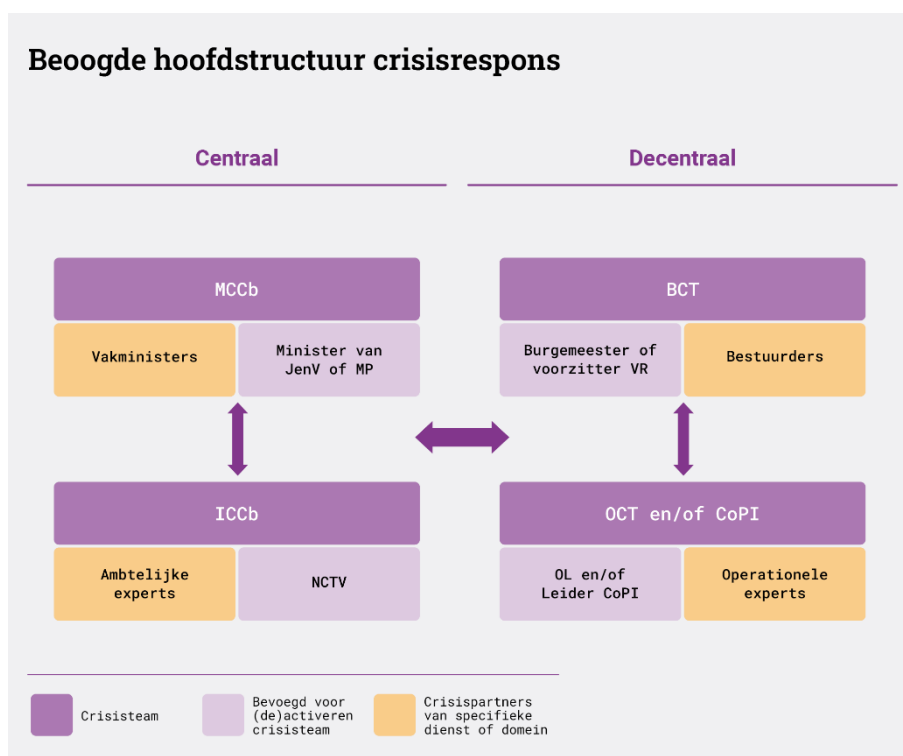 Beoogde hoofdstructuur crisisrespons
Centraal
Decentraal
MCCb
Vakministers
Minister van
JenV of MP
BCT
Burgemeester of
voorzitter VR
Bestuurders
ICCb
Ambtelijke
experts
NCTV
OCT en/of CoPI
OL en/of
Leider CoPI
Operationele
experts
Crisisteam
Bevoegd voor
(de)activeren
crisisteam
Crisispartners
van specifieke
dienst of domein